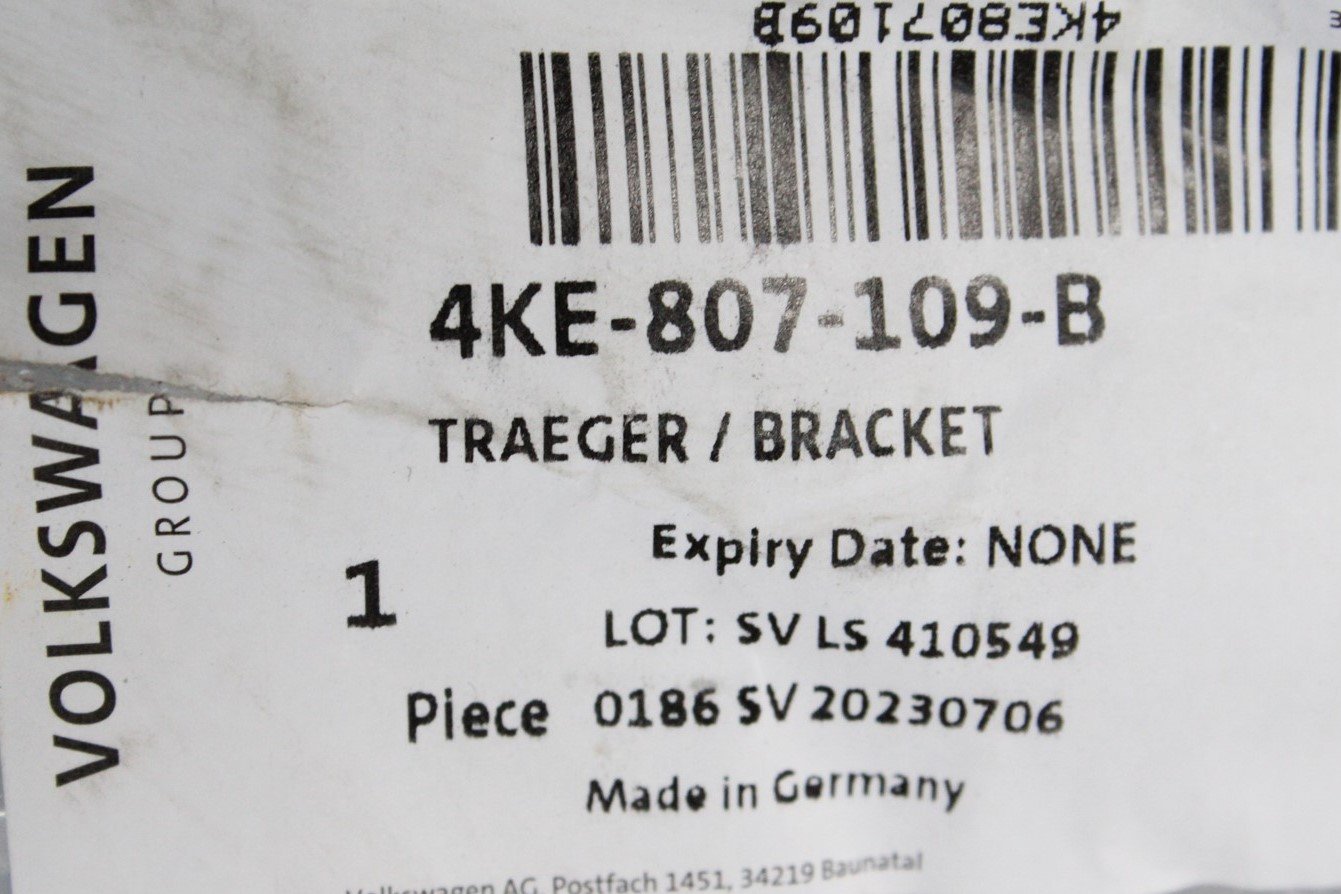 4KE807109B
4KE-807-109-B
TRAEGER / BRACKET
Expiry Date: NONE
1
LOT: SV LS 410549
Piece 0186 SV 20230706
Made in Germany
Volkswagen AG, Postfach 1451, 34219 Baunatal
VOLKSWAGEN
GROUP